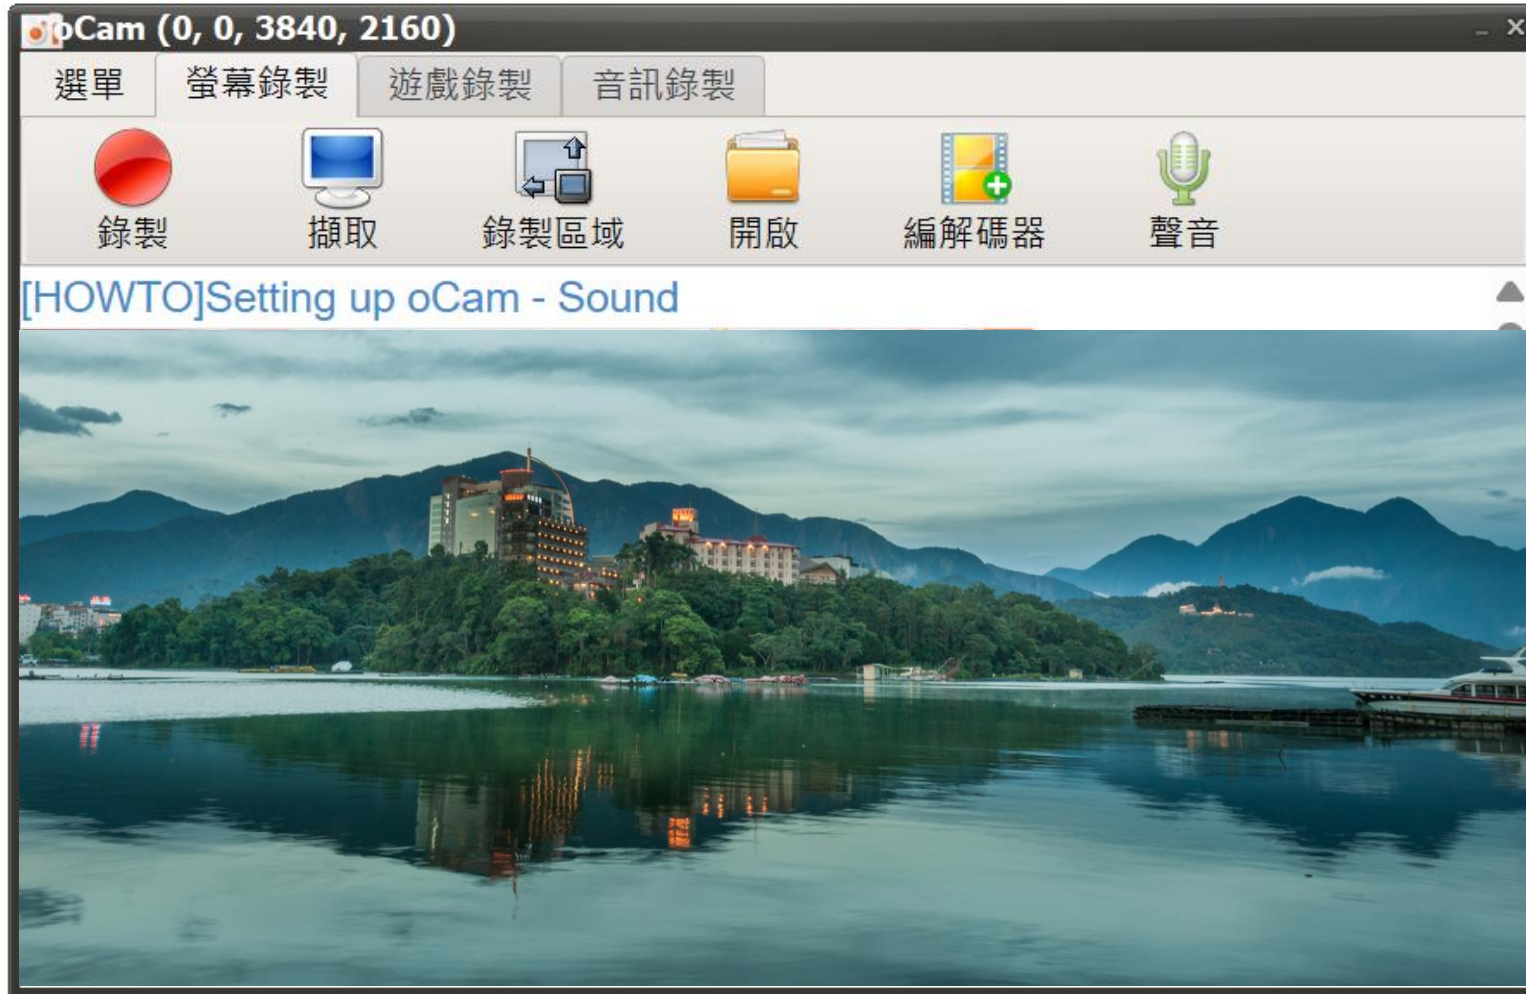 oCam (0, 0, 3840, 2160)
選單 螢幕錄製 遊戲錄製 音訊錄製
錄製 擷取 錄製區域 開啟 編解碼器 聲音
[HOWTO]Setting up oCam - Sound